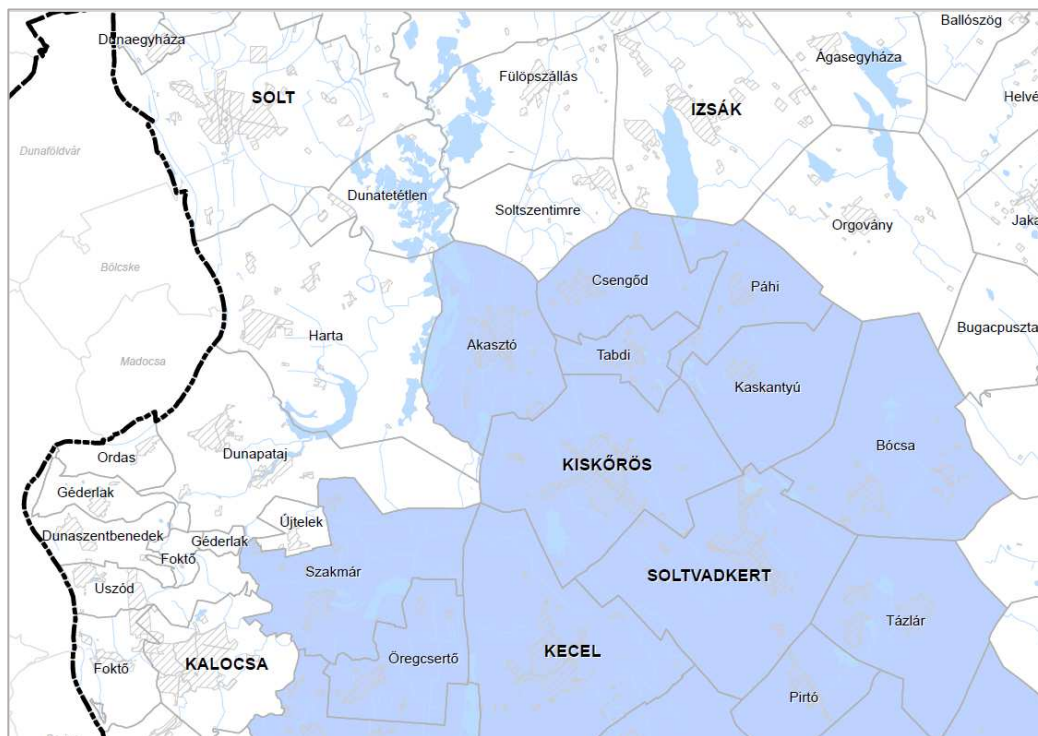 Ballószög
Dunaegyháza
Ágasegyháza
Fülöpszállás
SOLT
IZSÁK
Helvé
Dunaföldvár
Dunatetétlen
Soltszentimre
Orgovány
Jaka
Bölcske
Csengőd
Páhi
Bugacpuszta
Harta
Akasztó
Tabdi
Madocsa
Kaskantyú
Bócsa
Ordas
Dunapataj
KISKŐRÖS
Géderlak
Újtelek
Dunaszentbenedek
Géderlak
Foktő
Szakmár
SOLTVADKERT
Uszód
Tázlár
KECEL
Öregcsertő
KALOCSA
Foktő
Pirtó